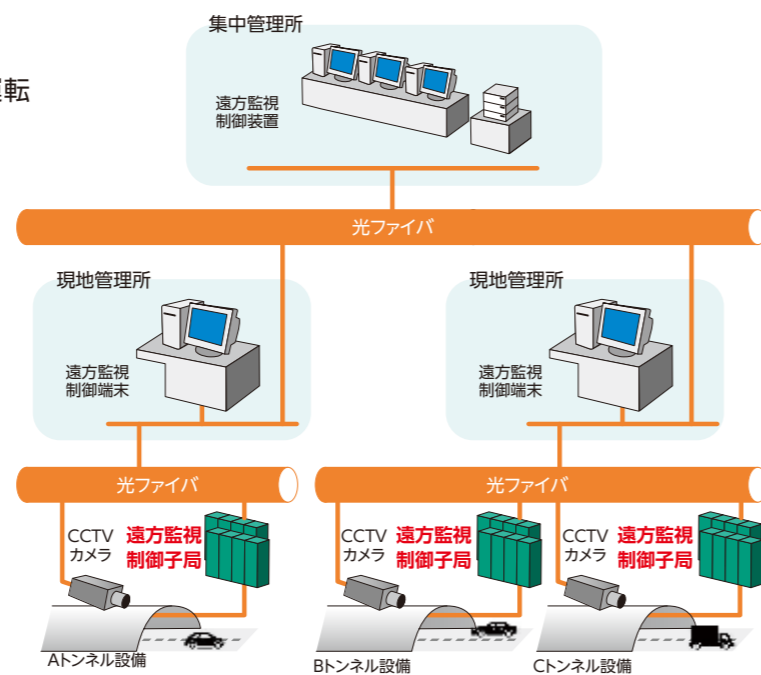 集中管理所
転
遠方監視
制御装置
光ファイバ
現地管理所
現地管理所
遠方監視
制御端末
遠方監視
制御端末
光ファイバ
光ファイバ
CCTV
カメラ
遠方監視
制御子局
CCTV
カメラ
遠方監視
制御子局
CCTV
カメラ
遠方監視
制御子局
Aトンネル設備
Bトンネル設備
Cトンネル設備